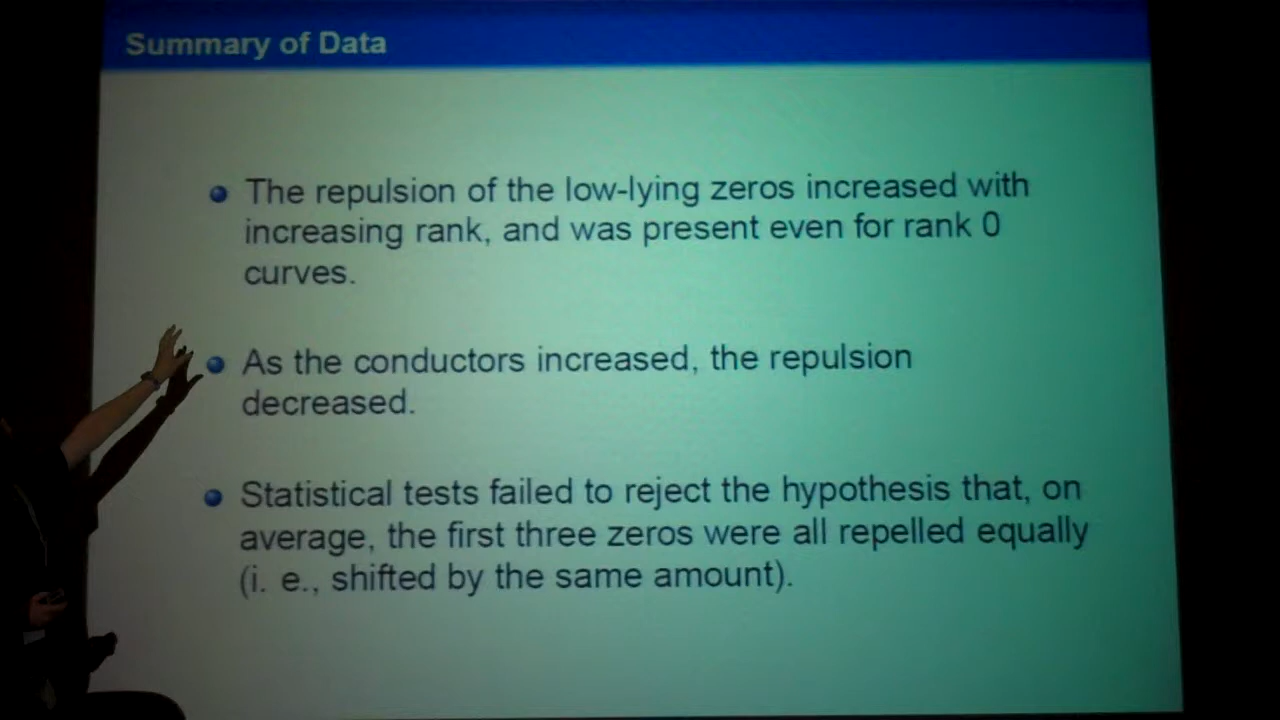 Summary of Data
The repulsion of the low-lying zeros increased with
increasing rank, and was present even for rank 0
curves.
As the conductors increased, the repulsion
decreased.
Statistical tests failed to reject the hypothesis that, on
average, the first three zeros were all repelled equally
(i. e., shifted by the same amount).